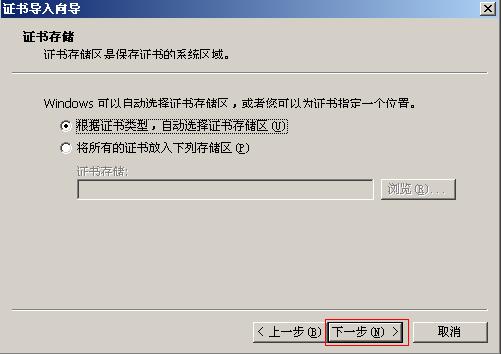 证书导入向导
证书存储
证书存储区是保存证书的系统区域。
Windows 可以自动选择证书存储区，或者您可以为证书指定一个位置。
根据证书类型，自动选择证书存储区(U)
将所有的证书放入下列存储区(P)
证书存储:
浏览(R)...
< 上一步(B) 下一步(N) > 取消